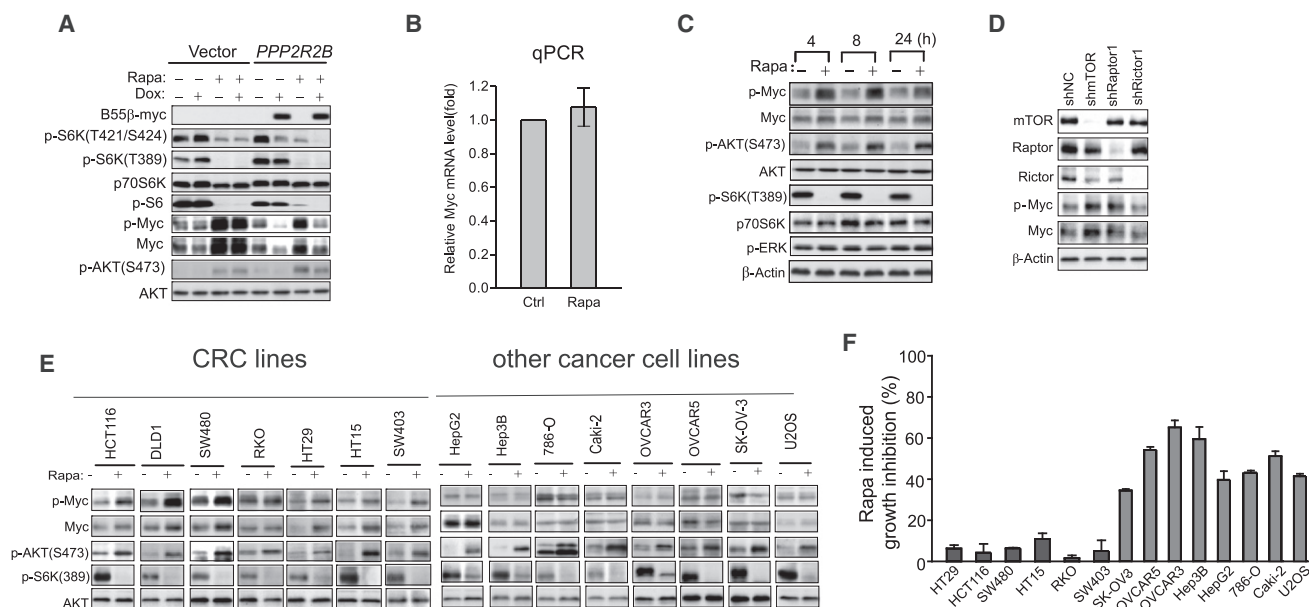 A
Vector PPP2R2B
Rapa: – – + + – – + +
Dox: – + – + – + – +
B55β-myc
p-S6K(T421/S424)
p-S6K(T389)
p70S6K
p-S6
p-Myc
Myc
p-AKT(S473)
AKT
B
qPCR
Relative Myc mRNA level(fold)
1.2
1.0
0.8
0.6
0.4
0.2
0.0
Ctrl Rapa
C
4 8 24 (h)
Rapa : – + – + – +
p-Myc
Myc
p-AKT(S473)
AKT
p-S6K(T389)
p70S6K
p-ERK
β-Actin
D
shNC
shmTOR
shRaptor1
shRictor1
mTOR
Raptor
Rictor
p-Myc
Myc
β-Actin
E
CRC lines other cancer cell lines
HCT116
DLD1
SW480
RKO
HT29
HT15
SW403
HepG2
Hep3B
786-O
Caki-2
OVCAR3
OVCAR5
SK-OV-3
U2OS
Rapa: - + - + - + - + - + - + - + - + - + - + - + - + - + - + - +
p-Myc
Myc
p-AKT(S473)
p-S6K(389)
AKT
F
Rapa induced
growth inhibition (%)
100
80
60
40
20
0
HT29
HCT116
SW480
HT15
RKO
SW403
SK-OV3
OVCAR5
OVCAR3
Hep3B
HepG2
786-O
Caki-2
U2OS